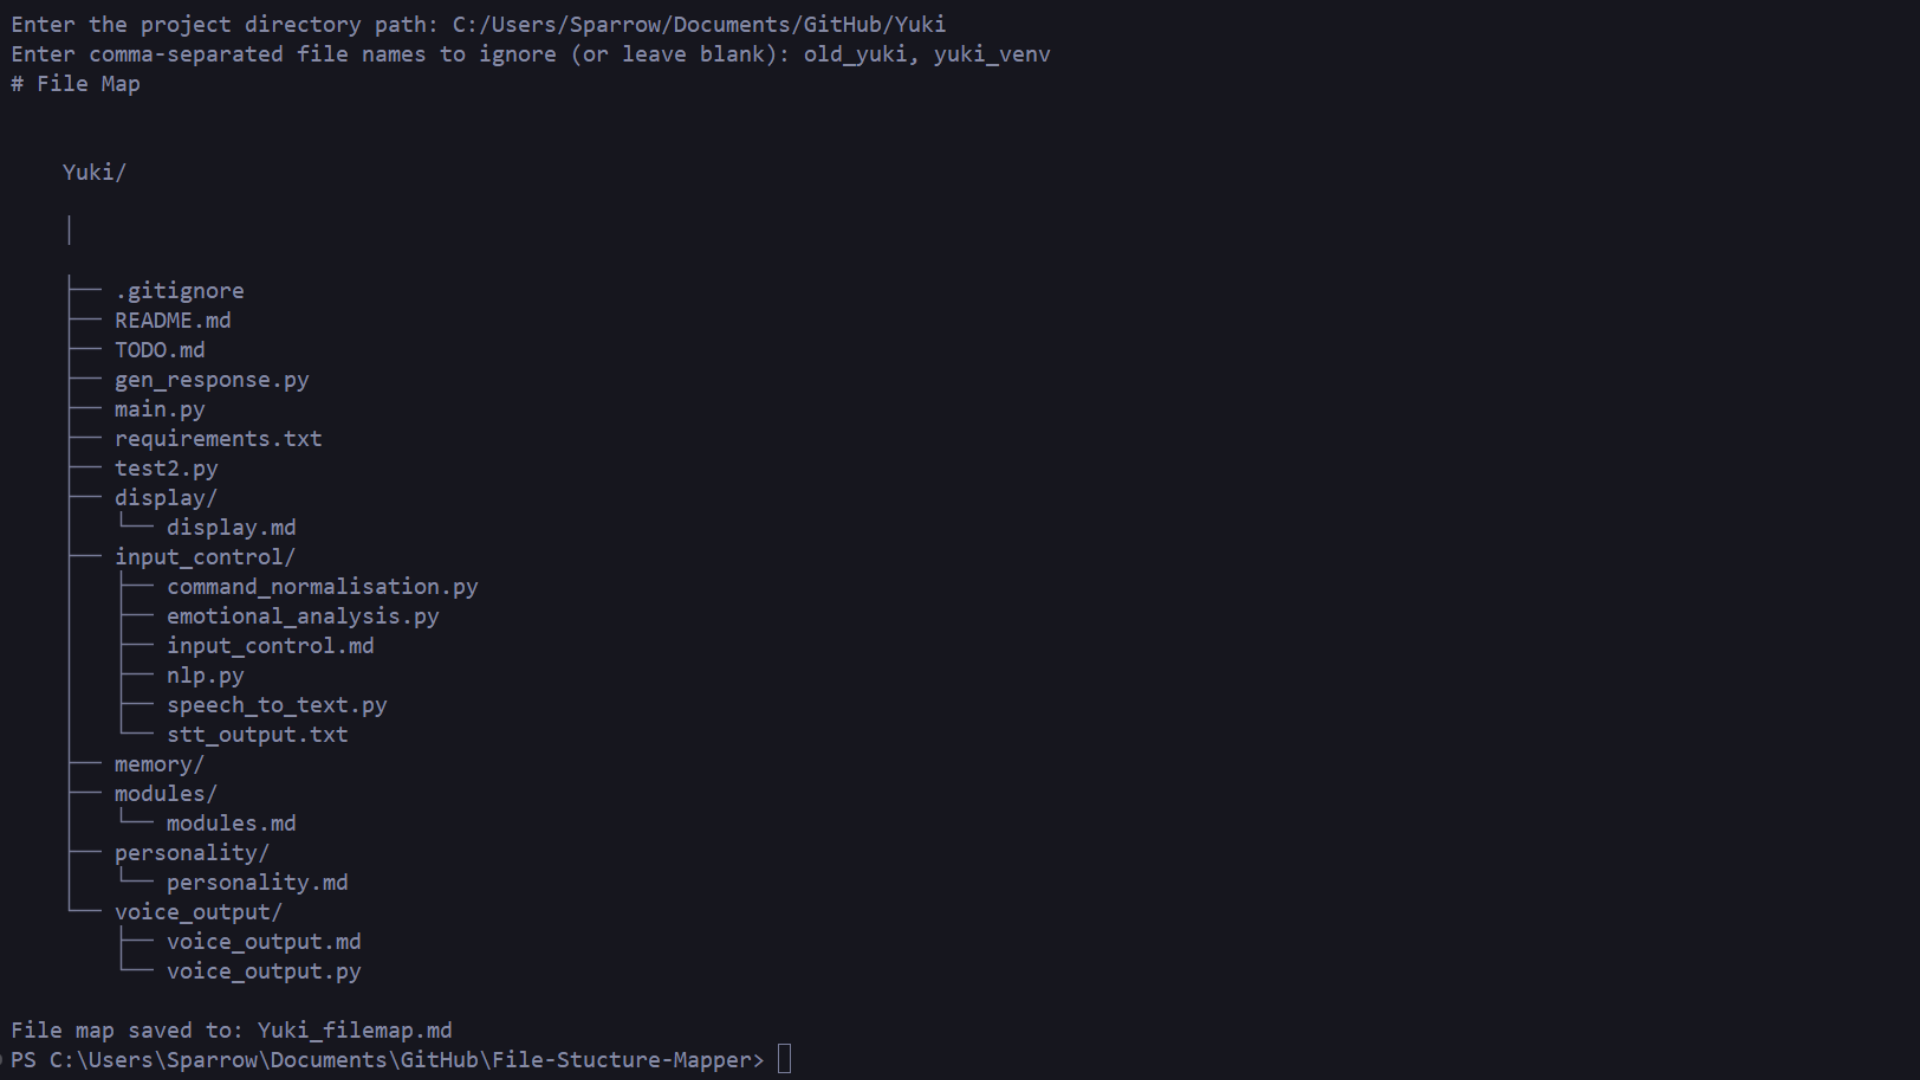 Enter the project directory path: C:/Users/Sparrow/Documents/GitHub/Yuki
Enter comma-separated file names to ignore (or leave blank): old_yuki, yuki_venv
# File Map
    Yuki/
    │
    ├── .gitignore
    ├── README.md
    ├── TODO.md
    ├── gen_response.py
    ├── main.py
    ├── requirements.txt
    ├── test2.py
    ├── display/
    │   └── display.md
    ├── input_control/
    │   ├── command_normalisation.py
    │   ├── emotional_analysis.py
    │   ├── input_control.md
    │   ├── nlp.py
    │   ├── speech_to_text.py
    │   └── stt_output.txt
    ├── memory/
    ├── modules/
    │   └── modules.md
    ├── personality/
    │   └── personality.md
    └── voice_output/
        ├── voice_output.md
        └── voice_output.py
File map saved to: Yuki_filemap.md
PS C:\Users\Sparrow\Documents\GitHub\File-Stucture-Mapper>